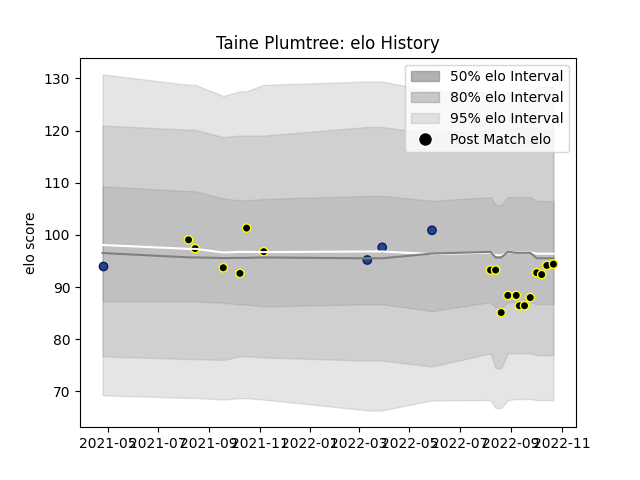 Taine Plumtree: elo History
50% elo Interval
80% elo Interval
95% elo Interval
Post Match elo
elo score
130
120
110
100
90
80
70
2021-05 2021-07 2021-09 2021-11 2022-01 2022-03 2022-05 2022-07 2022-09 2022-11